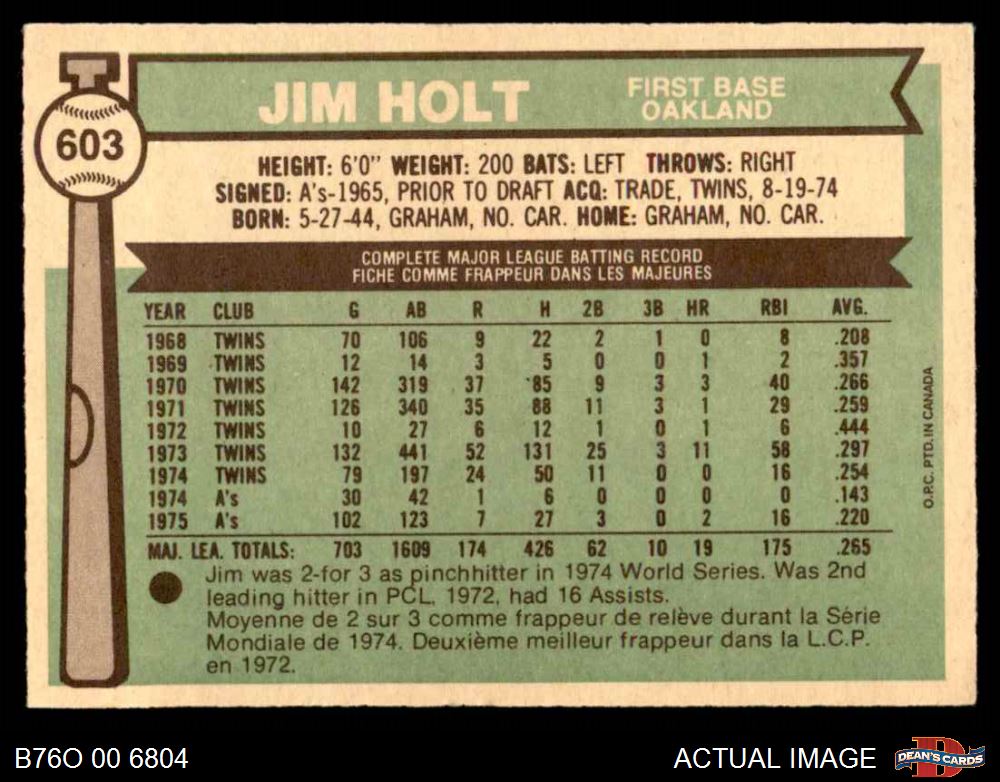 603
JIM HOLT
FIRST BASE
OAKLAND
HEIGHT: 6'0" WEIGHT: 200 BATS: LEFT THROWS: RIGHT
SIGNED: A's-1965, PRIOR TO DRAFT ACQ: TRADE, TWINS, 8-19-74
BORN: 5-27-44, GRAHAM, NO. CAR. HOME: GRAHAM, NO. CAR.
COMPLETE MAJOR LEAGUE BATTING RECORD
FICHE COMME FRAPPEUR DANS LES MAJEURES
YEAR CLUB G AB R H 2B 3B HR RBI AVG.
1968 TWINS 70 106 9 22 2 1 0 8 .208
1969 TWINS 12 14 3 5 0 0 1 2 .357
1970 TWINS 142 319 37 85 9 3 3 40 .266
1971 TWINS 126 340 35 88 11 3 1 29 .259
1972 TWINS 10 27 6 12 1 0 1 6 .444
1973 TWINS 132 441 52 131 25 3 11 58 .297
1974 TWINS 79 197 24 50 11 0 0 16 .254
1974 A's 30 42 1 6 0 0 0 0 .143
1975 A's 102 123 7 27 3 0 2 16 .220
MAJ. LEA. TOTALS: 703 1609 174 426 62 10 19 175 .265
Jim was 2-for 3 as pinchhitter in 1974 World Series. Was 2nd
leading hitter in PCL, 1972, had 16 Assists.
Moyenne de 2 sur 3 comme frappeur de relève durant la Série
Mondiale de 1974. Deuxième meilleur frappeur dans la L.C.P.
en 1972.
O.P.C. PTD. IN CANADA
B76O 00 6804
ACTUAL IMAGE
D
DEAN'S CARDS